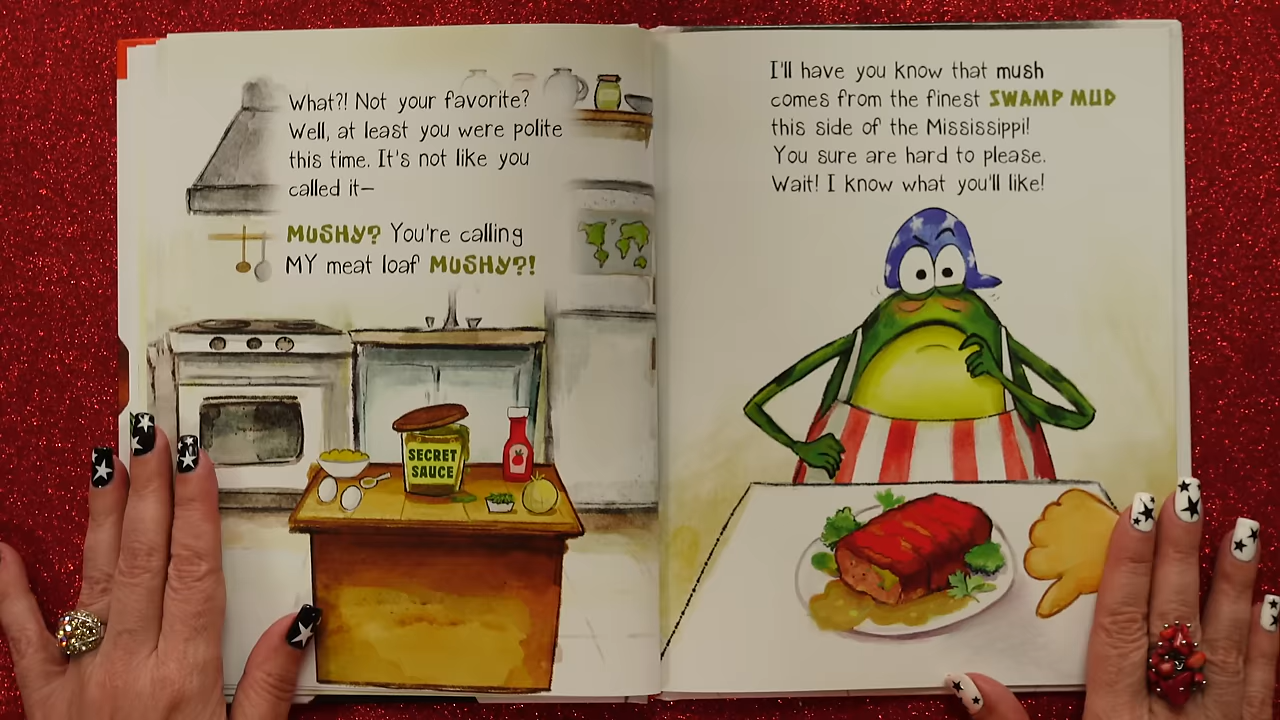 What?! Not your favorite?
Well, at least you were polite
this time. It's not like you
called it—
MUSHY? You're calling
MY meat loaf MUSHY?!
SECRET
SAUCE
I'll have you know that mush
comes from the finest SWAMP MUD
this side of the Mississippi!
You sure are hard to please.
Wait! I know what you'll like!